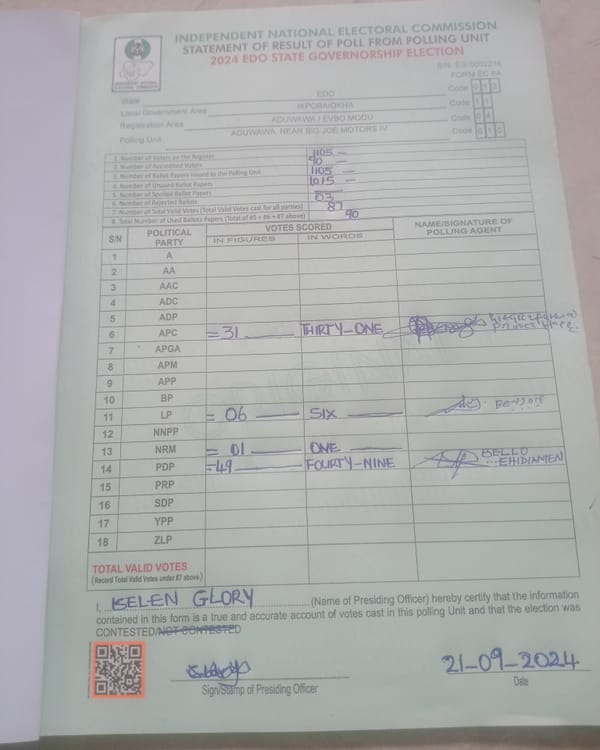 INDEPENDENT NATIONAL ELECTORAL COMMISSION
STATEMENT OF RESULT OF POLL FROM POLLING UNIT
2024 EDO STATE GOVERNORSHIP ELECTION
FORM EC 8A
State EDO Code 0 1 2
Local Government Area IKPOBA/OKHA Code 1 1
Registration Area ADUWAWA / EVBO MODU Code 0 4
Polling Unit ADUWAWA, NEAR BIG JOE MOTORS IV Code 0 1 0
1. Number of Voters on the Register 1105 —
2. Number of Accredited Voters 90 —
3. Number of Ballot Papers Issued to the Polling Unit 1105 —
4. Number of Unused Ballot Papers 1015 —
5. Number of Spoiled Ballot Papers
6. Number of Rejected Ballots 03
7. Number of Total Valid Votes (Total Valid Votes cast for all parties) 87
8. Total Number of Used Ballots Papers (Total of #5 + #6 + #7 above) 90
S/N POLITICAL PARTY VOTES SCORED NAME/SIGNATURE OF POLLING AGENT
IN FIGURES IN WORDS
1 A
2 AA
3 AAC
4 ADC
5 ADP
6 APC = 31 THIRTY-ONE
7 APGA
8 APM
9 APP
10 BP
11 LP = 06 SIX
12 NNPP
13 NRM = 01 ONE
14 PDP =49 FOURTY-NINE BELLO EHIDIAMEN
15 PRP
16 SDP
17 YPP
18 ZLP
TOTAL VALID VOTES
(Record Total Valid Votes under #7 above)
I, ISELEN GLORY (Name of Presiding Officer) hereby certify that the information
contained in this form is a true and accurate account of votes cast in this polling Unit and that the election was
CONTESTED/NOT CONTESTED
21-09-2024
Sign/Stamp of Presiding Officer Date